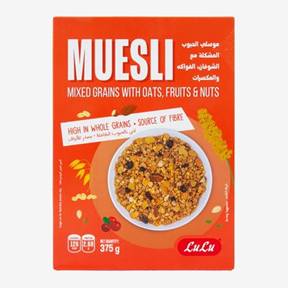 MUESLI
MIXED GRAINS WITH OATS, FRUITS & NUTS
موسلي الحبوب
المشكلة مع
الشوفان، الفواكه
والمكسرات
HIGH IN WHOLE GRAINS • SOURCE OF FIBRE
NET QUANTITY
375 g
LuLu